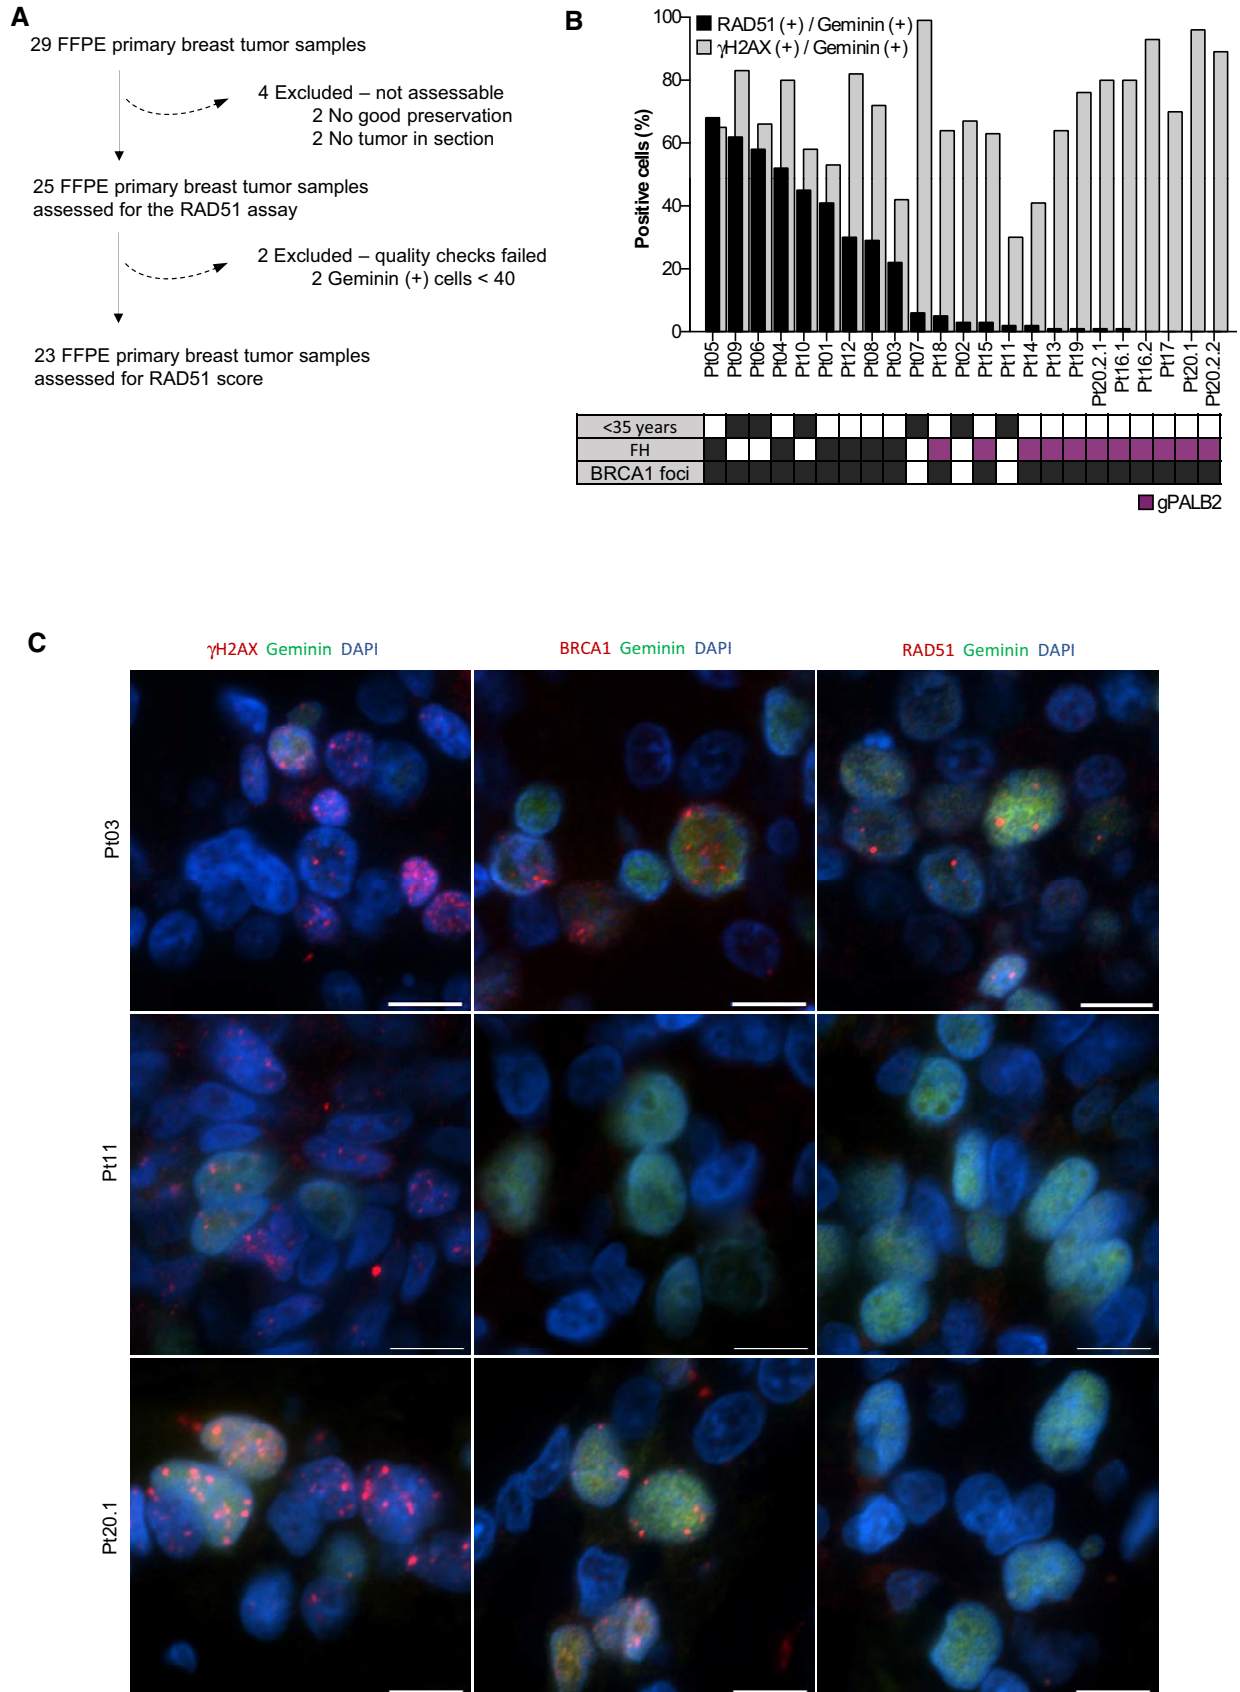 A
29 FFPE primary breast tumor samples
4 Excluded – not assessable
2 No good preservation
2 No tumor in section
25 FFPE primary breast tumor samples
assessed for the RAD51 assay
2 Excluded – quality checks failed
2 Geminin (+) cells < 40
23 FFPE primary breast tumor samples
assessed for RAD51 score
B
RAD51 (+) / Geminin (+)
γH2AX (+) / Geminin (+)
Positive cells (%)
100
80
60
40
20
0
Pt05
Pt09
Pt06
Pt04
Pt10
Pt01
Pt12
Pt08
Pt03
Pt07
Pt18
Pt02
Pt15
Pt11
Pt14
Pt13
Pt19
Pt20.2.1
Pt16.1
Pt16.2
Pt17
Pt20.1
Pt20.2.2
<35 years
FH
BRCA1 foci
gPALB2
C
γH2AX Geminin DAPI
BRCA1 Geminin DAPI
RAD51 Geminin DAPI
Pt03
Pt11
Pt20.1